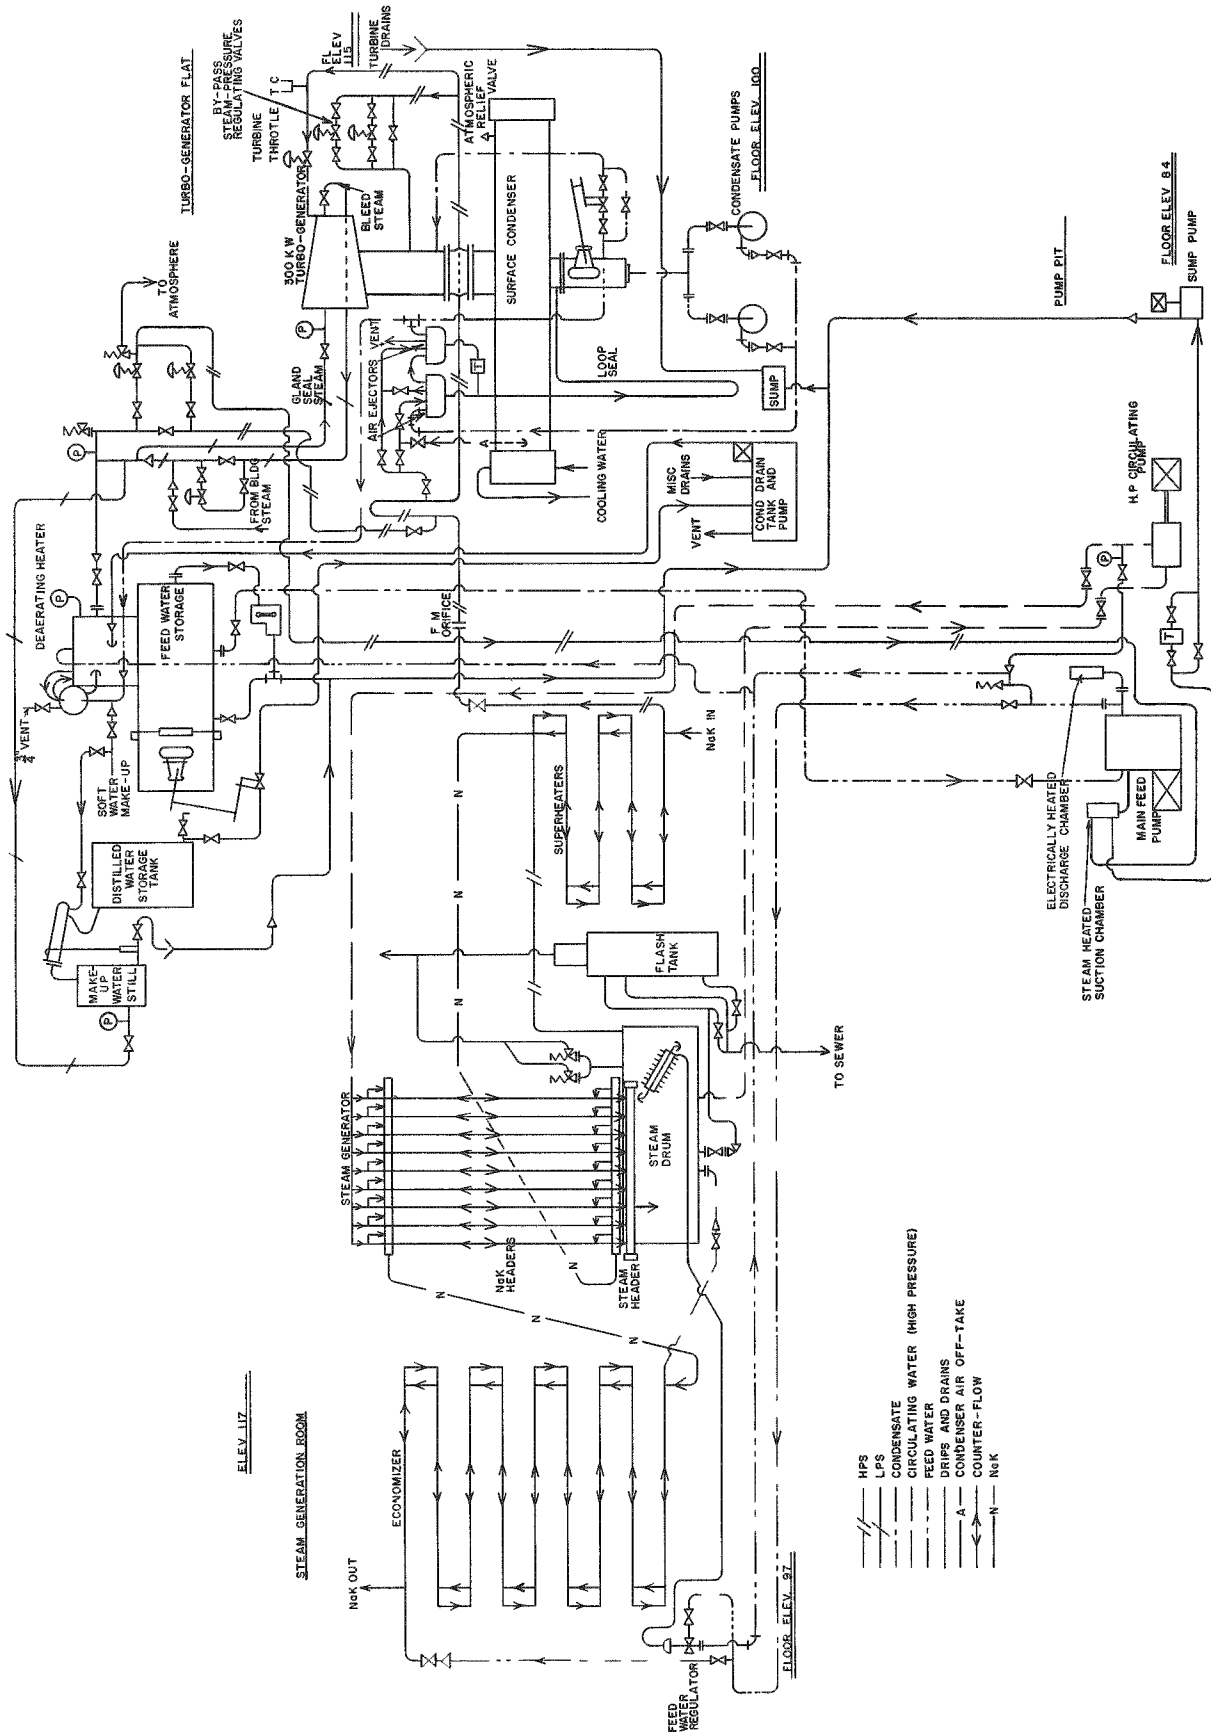 TURBO-GENERATOR FLAT
BY-PASS
STEAM-PRESSURE
REGULATING VALVES
TURBINE
THROTLE
T C
FL
ELEV
115
TURBINE
DRAINS
300 KW
TURBO-GENERATOR
BLEED
STEAM
ATMOSPHERIC
RELIEF
VALVE
SURFACE CONDENSER
CONDENSATE PUMPS
FLOOR ELEV. 100
TO
ATMOSPHERE
P
GLAND
SEAL
STEAM
AIR EJECTORS
VENT
T
LOOP
SEAL
A
COOLING WATER
SUMP
PUMP PIT
FLOOR ELEV 84
SUMP PUMP
P
FROM BLDG
STEAM
MISC
DRAINS
VENT
COND DRAIN
TANK AND
PUMP
H.P. CIRCULATING
PUMP
P
T
DEAERATING HEATER
P
3/4" VENT
FEED WATER
STORAGE
F M
ORIFICE
SOFT
WATER
MAKE-UP
DISTILLED
WATER
STORAGE
TANK
MAKE-
UP
WATER
STILL
P
NaK IN
SUPERHEATERS
N
N
N
ELECTRICALLY HEATED
DISCHARGE CHAMBER
MAIN FEED
PUMP
STEAM HEATED
SUCTION CHAMBER
FLASH
TANK
TO SEWER
STEAM GENERATOR
STEAM
DRUM
NaK
HEADERS
STEAM
HEADER
N
N
N
N
ELEV 117
STEAM GENERATION ROOM
ECONOMIZER
NaK OUT
FEED
WATER
REGULATOR
FLOOR ELEV. 97
HPS
LPS
CONDENSATE
CIRCULATING WATER (HIGH PRESSURE)
FEED WATER
DRIPS AND DRAINS
A CONDENSER AIR OFF-TAKE
COUNTER-FLOW
N NaK